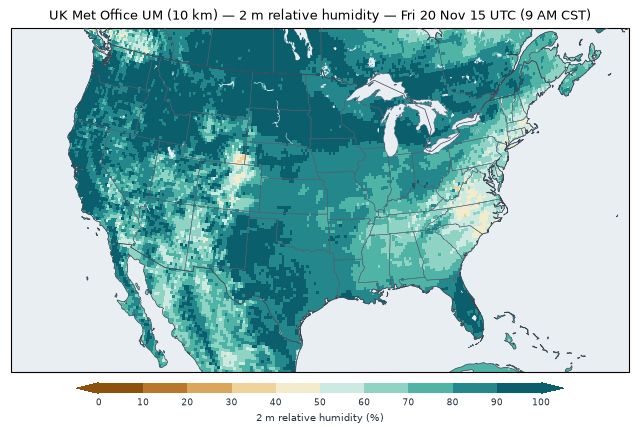 UK Met Office UM (10 km) — 2 m relative humidity — Fri 20 Nov 15 UTC (9 AM CST)
0 10 20 30 40 50 60 70 80 90 100
2 m relative humidity (%)